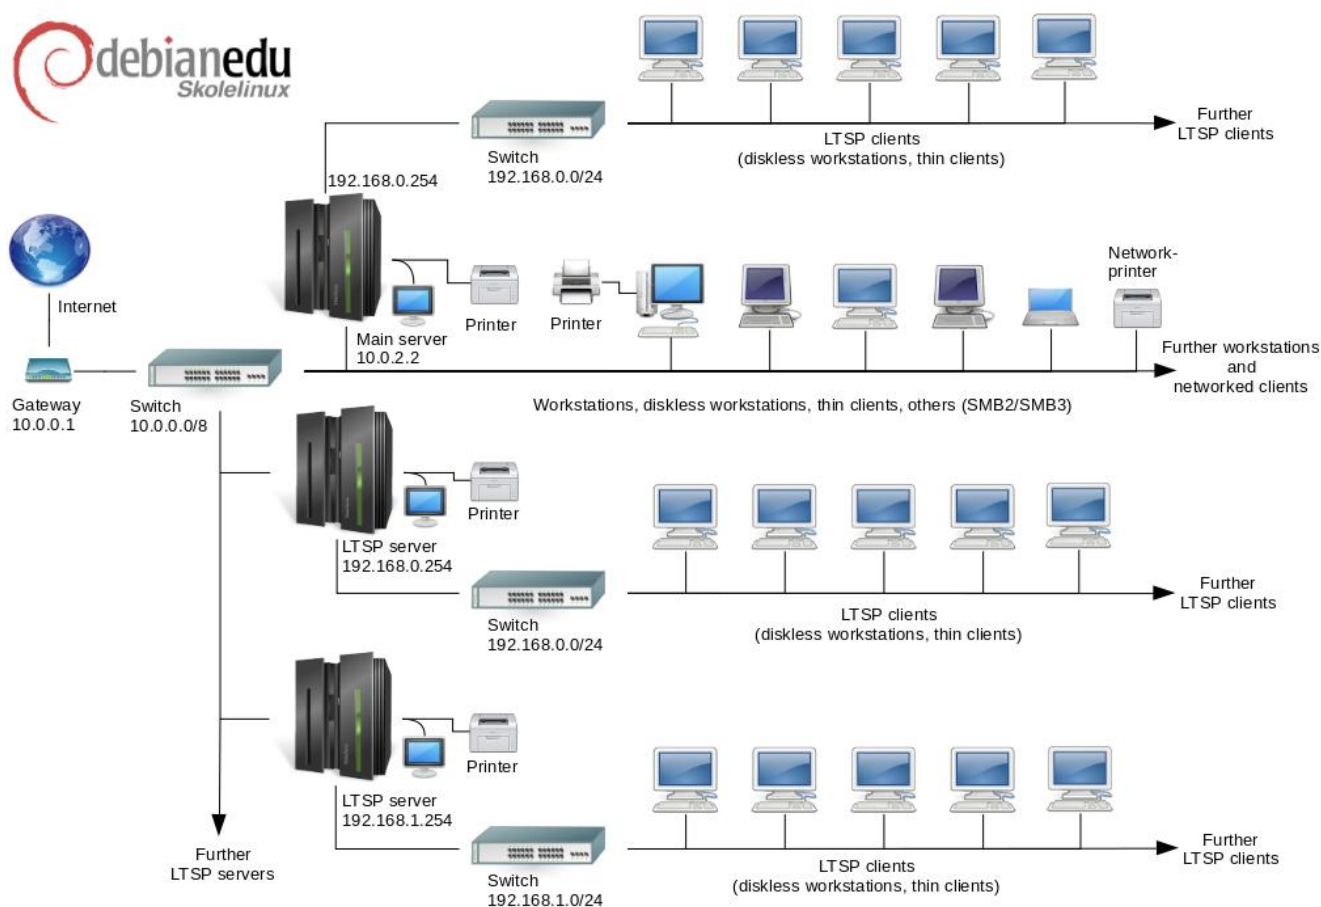 debianedu
Skolelinux
Switch
192.168.0.0/24
LTSP clients
(diskless workstations, thin clients)
Further
LTSP clients
192.168.0.254
Internet
Main server
10.0.2.2
Printer
Printer
Network-
printer
Gateway
10.0.0.1
Switch
10.0.0.0/8
Workstations, diskless workstations, thin clients, others (SMB2/SMB3)
Further workstations
and
networked clients
Printer
LTSP server
192.168.0.254
Switch
192.168.0.0/24
LTSP clients
(diskless workstations, thin clients)
Further
LTSP clients
Printer
LTSP server
192.168.1.254
Switch
192.168.1.0/24
LTSP clients
(diskless workstations, thin clients)
Further
LTSP clients
Further
LTSP servers